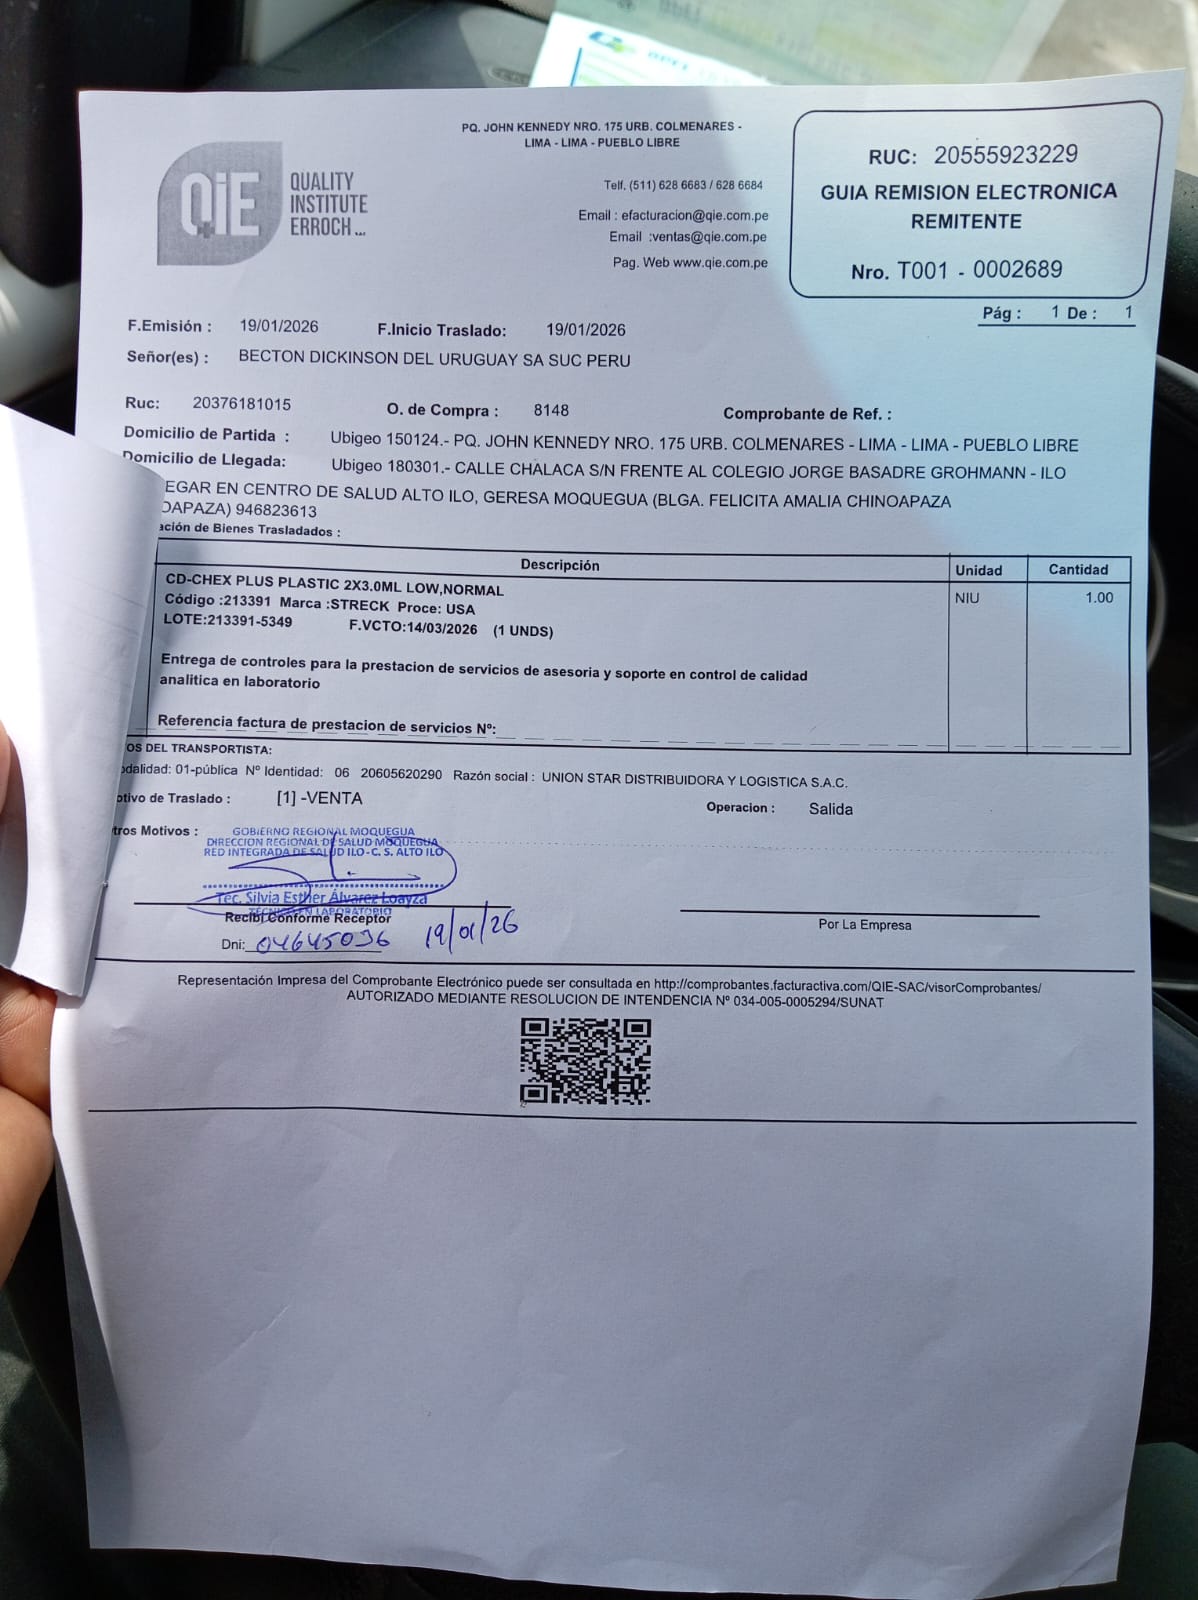 PQ. JOHN KENNEDY NRO. 175 URB. COLMENARES -
LIMA - LIMA - PUEBLO LIBRE
QiE QUALITY
INSTITUTE
ERROCH ...
Telf. (511) 628 6683 / 628 6684
Email : efacturacion@qie.com.pe
Email :ventas@qie.com.pe
Pag. Web www.qie.com.pe
RUC: 20555923229
GUIA REMISION ELECTRONICA
REMITENTE
Nro. T001 - 0002689
Pág : 1 De : 1
F.Emisión : 19/01/2026 F.Inicio Traslado: 19/01/2026
Señor(es) : BECTON DICKINSON DEL URUGUAY SA SUC PERU
Ruc: 20376181015 O. de Compra : 8148 Comprobante de Ref. :
Domicilio de Partida : Ubigeo 150124.- PQ. JOHN KENNEDY NRO. 175 URB. COLMENARES - LIMA - LIMA - PUEBLO LIBRE
Domicilio de Llegada: Ubigeo 180301.- CALLE CHALACA S/N FRENTE AL COLEGIO JORGE BASADRE GROHMANN - ILO
EGAR EN CENTRO DE SALUD ALTO ILO, GERESA MOQUEGUA (BLGA. FELICITA AMALIA CHINOAPAZA
OAPAZA) 946823613
ación de Bienes Trasladados :
Descripción Unidad Cantidad
CD-CHEX PLUS PLASTIC 2X3.0ML LOW,NORMAL NIU 1.00
Código :213391 Marca :STRECK Proce: USA
LOTE:213391-5349 F.VCTO:14/03/2026 (1 UNDS)
Entrega de controles para la prestacion de servicios de asesoria y soporte en control de calidad
analitica en laboratorio
Referencia factura de prestacion de servicios Nº:
OS DEL TRANSPORTISTA:
odalidad: 01-pública Nº Identidad: 06 20605620290 Razón social : UNION STAR DISTRIBUIDORA Y LOGISTICA S.A.C.
otivo de Traslado : [1] -VENTA Operacion : Salida
tros Motivos :
GOBIERNO REGIONAL MOQUEGUA
DIRECCION REGIONAL DE SALUD MOQUEGUA
RED INTEGRADA DE SALUD ILO-C. S. ALTO ILO
Tec. Silvia Esther Álvarez Loayza
TÉCNICO EN LABORATORIO
Recibí Conforme Receptor
Dni: 04645036 19/01/26
Por La Empresa
Representación Impresa del Comprobante Electrónico puede ser consultada en http://comprobantes.facturactiva.com/QIE-SAC/visorComprobantes/
AUTORIZADO MEDIANTE RESOLUCION DE INTENDENCIA Nº 034-005-0005294/SUNAT